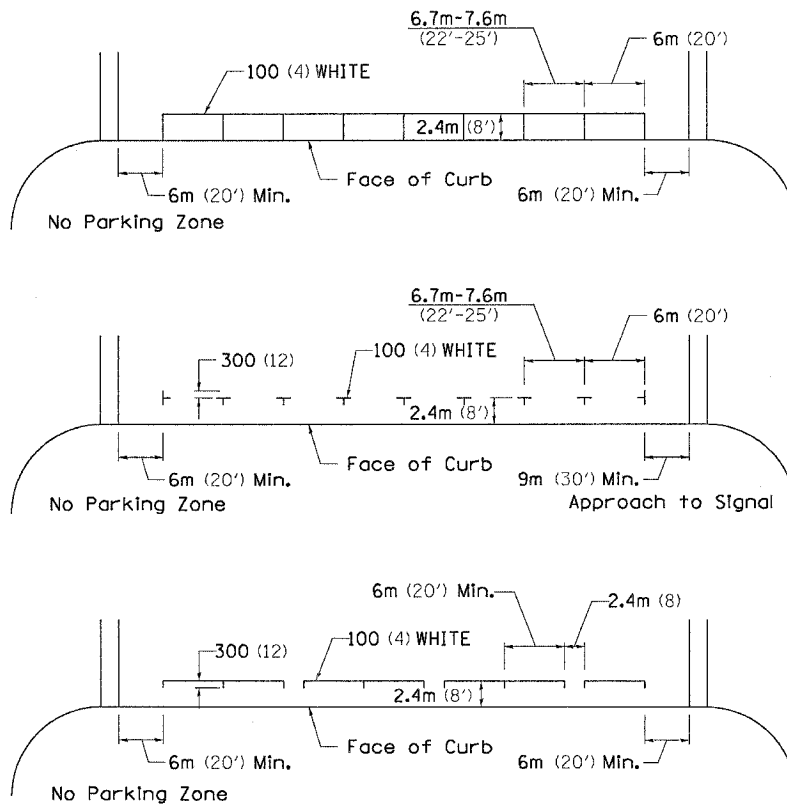 6.7m-7.6m
(22'-25')
6m (20')
100 (4) WHITE
2.4m (8')
Face of Curb
6m (20') Min.
6m (20') Min.
No Parking Zone
6.7m-7.6m
(22'-25')
6m (20')
300 (12)
100 (4) WHITE
2.4m (8')
Face of Curb
6m (20') Min.
9m (30') Min.
No Parking Zone
Approach to Signal
6m (20') Min.
2.4m (8)
300 (12)
100 (4) WHITE
2.4m (8')
Face of Curb
6m (20') Min.
6m (20') Min.
No Parking Zone